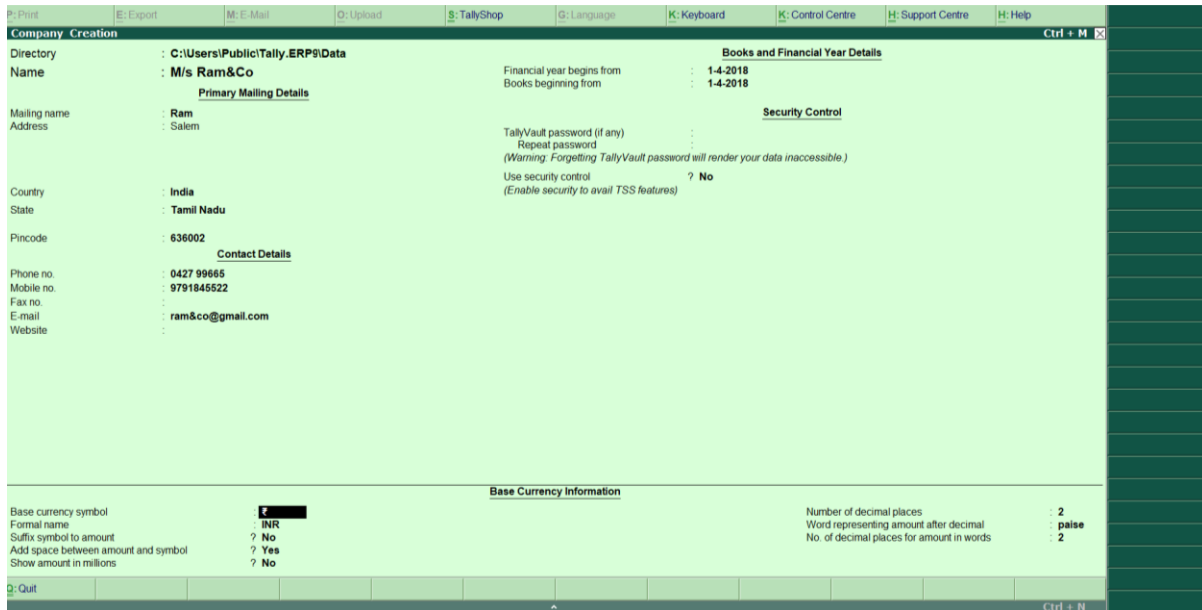 P: Print E: Export M: E-Mail O: Upload S: TallyShop G: Language K: Keyboard K: Control Centre H: Support Centre H: Help
Company Creation Ctrl + M
Directory : C:\Users\Public\Tally.ERP9\Data
Name : M/s Ram&Co
Primary Mailing Details
Mailing name : Ram
Address : Salem
Country : India
State : Tamil Nadu
Pincode : 636002
Contact Details
Phone no. : 0427 99665
Mobile no. : 9791845522
Fax no. :
E-mail : ram&co@gmail.com
Website :
Books and Financial Year Details
Financial year begins from : 1-4-2018
Books beginning from : 1-4-2018
Security Control
TallyVault password (if any) :
Repeat password :
(Warning: Forgetting TallyVault password will render your data inaccessible.)
Use security control ? No
(Enable security to avail TSS features)
Base Currency Information
Base currency symbol : ₹
Formal name : INR
Suffix symbol to amount ? No
Add space between amount and symbol ? Yes
Show amount in millions ? No
Number of decimal places : 2
Word representing amount after decimal : paise
No. of decimal places for amount in words : 2
Q: Quit
Ctrl + N